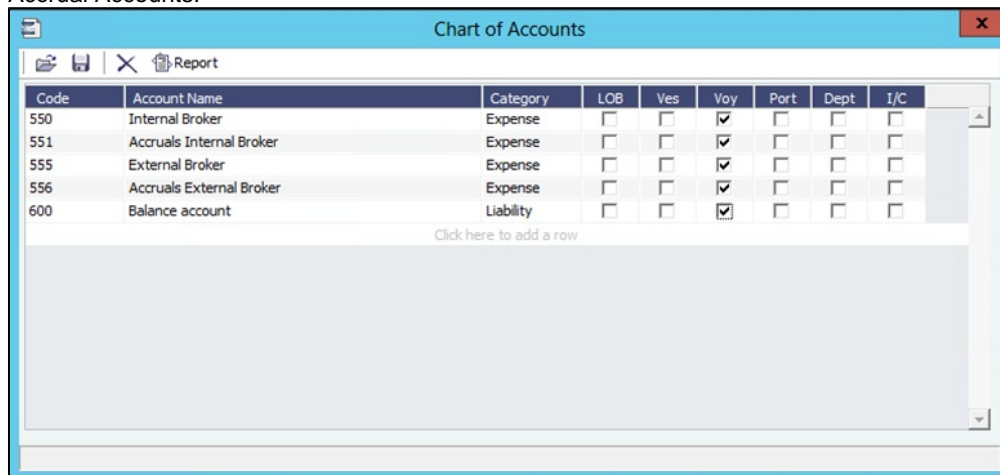 Accrual Accounts:
Chart of Accounts
x
Report
Code Account Name Category LOB Ves Voy Port Dept I/C
550 Internal Broker Expense
551 Accruals Internal Broker Expense
555 External Broker Expense
556 Accruals External Broker Expense
600 Balance account Liability
Click here to add a row